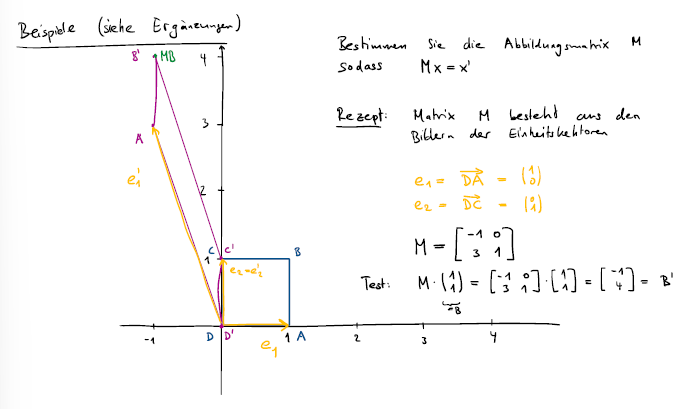 Beispiele (siehe Ergänzungen)
Bestimmen Sie die Abbildungsmatrix M
sodass Mx = x'
Rezept: Matrix M besteht aus den
Bildern der Einheitsvektoren
e₁ = DA→ = (1 0)
e₂ = DC→ = (0 1)
M = [-1 0
3 1]
Test: M · (1 1) = [-1 0 3 1] · [1 1] = [-1 4] = B'
=B
B' MB 4
A 3
e₁'
2
C C' B
1
e₂=e₂'
D D' 1 A
-1 2 3 4
e₁